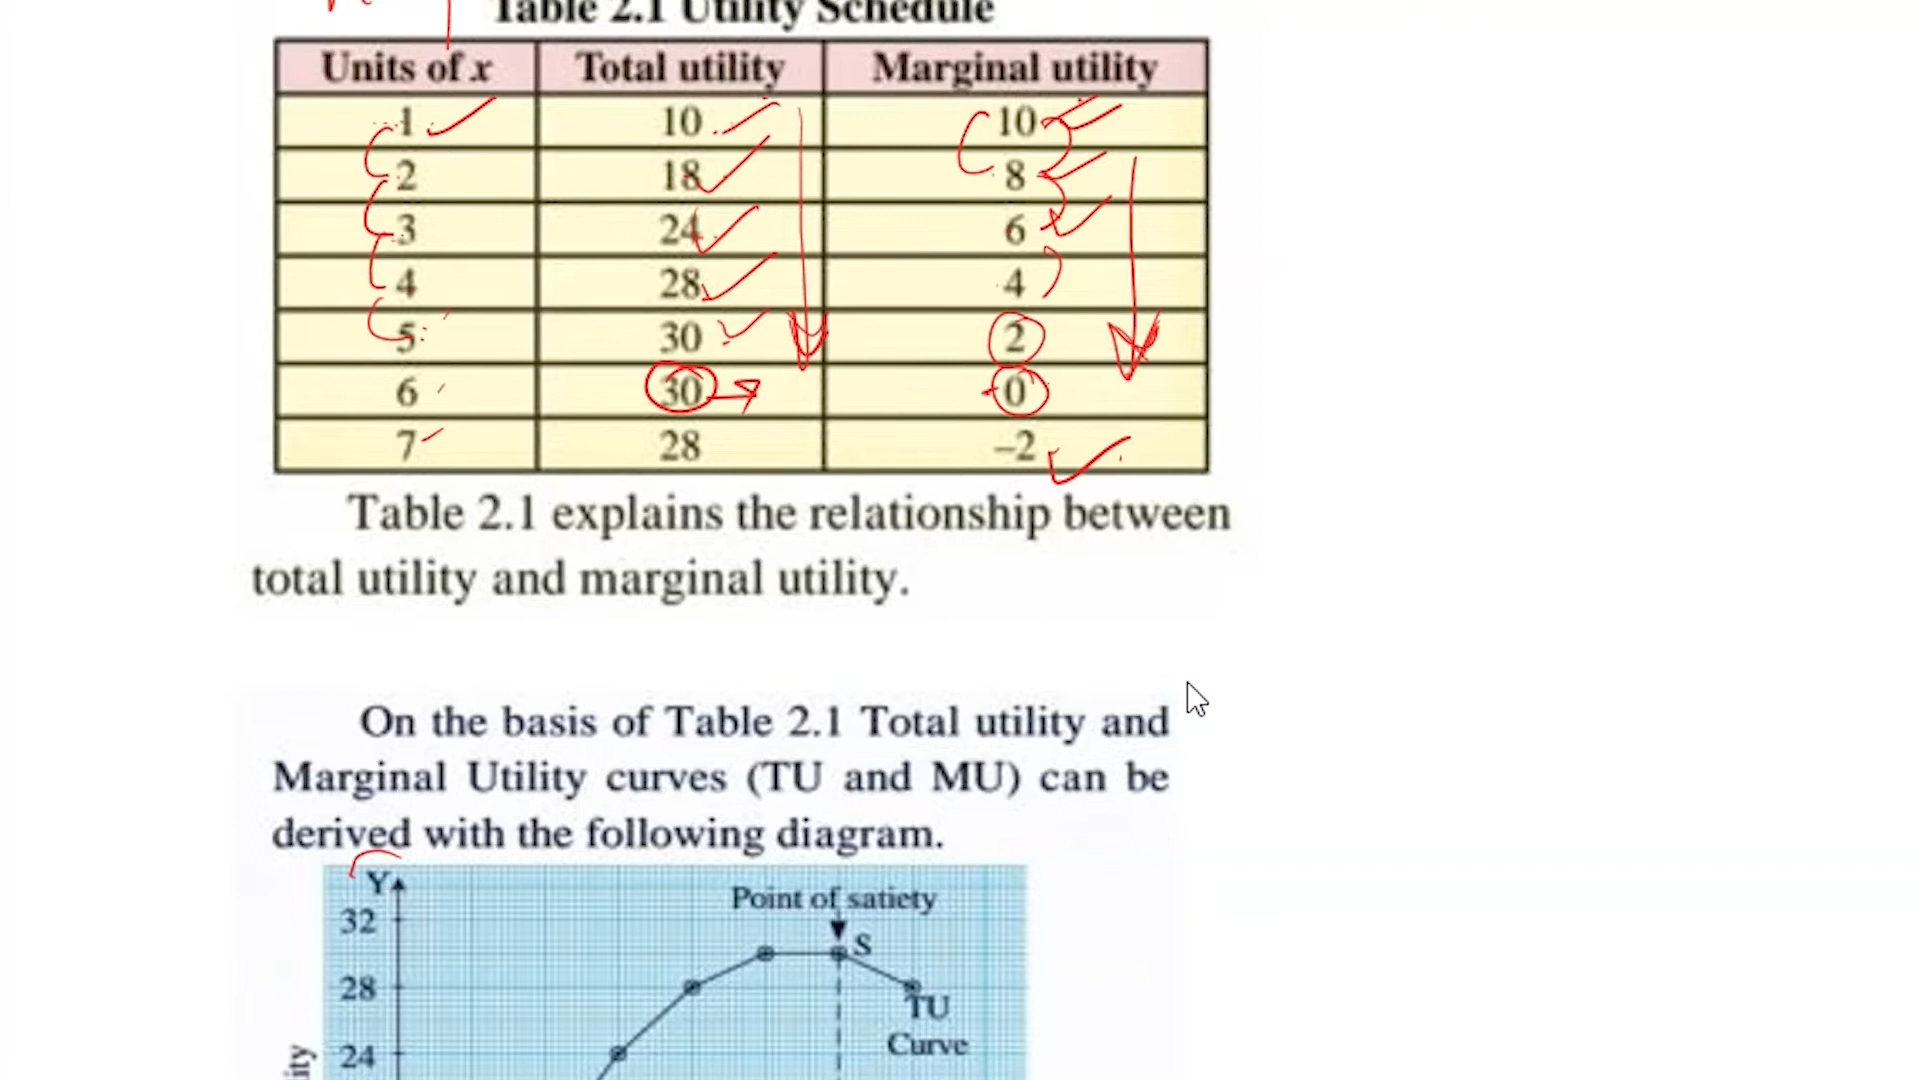 Table 2.1 Utility Schedule
Units of x Total utility Marginal utility
1 10 10
2 18 8
3 24 6
4 28 4
5 30 2
6 30 0
7 28 –2
Table 2.1 explains the relationship between
total utility and marginal utility.
On the basis of Table 2.1 Total utility and
Marginal Utility curves (TU and MU) can be
derived with the following diagram.
Y
Point of satiety
32
S
28
TU
Curve
24